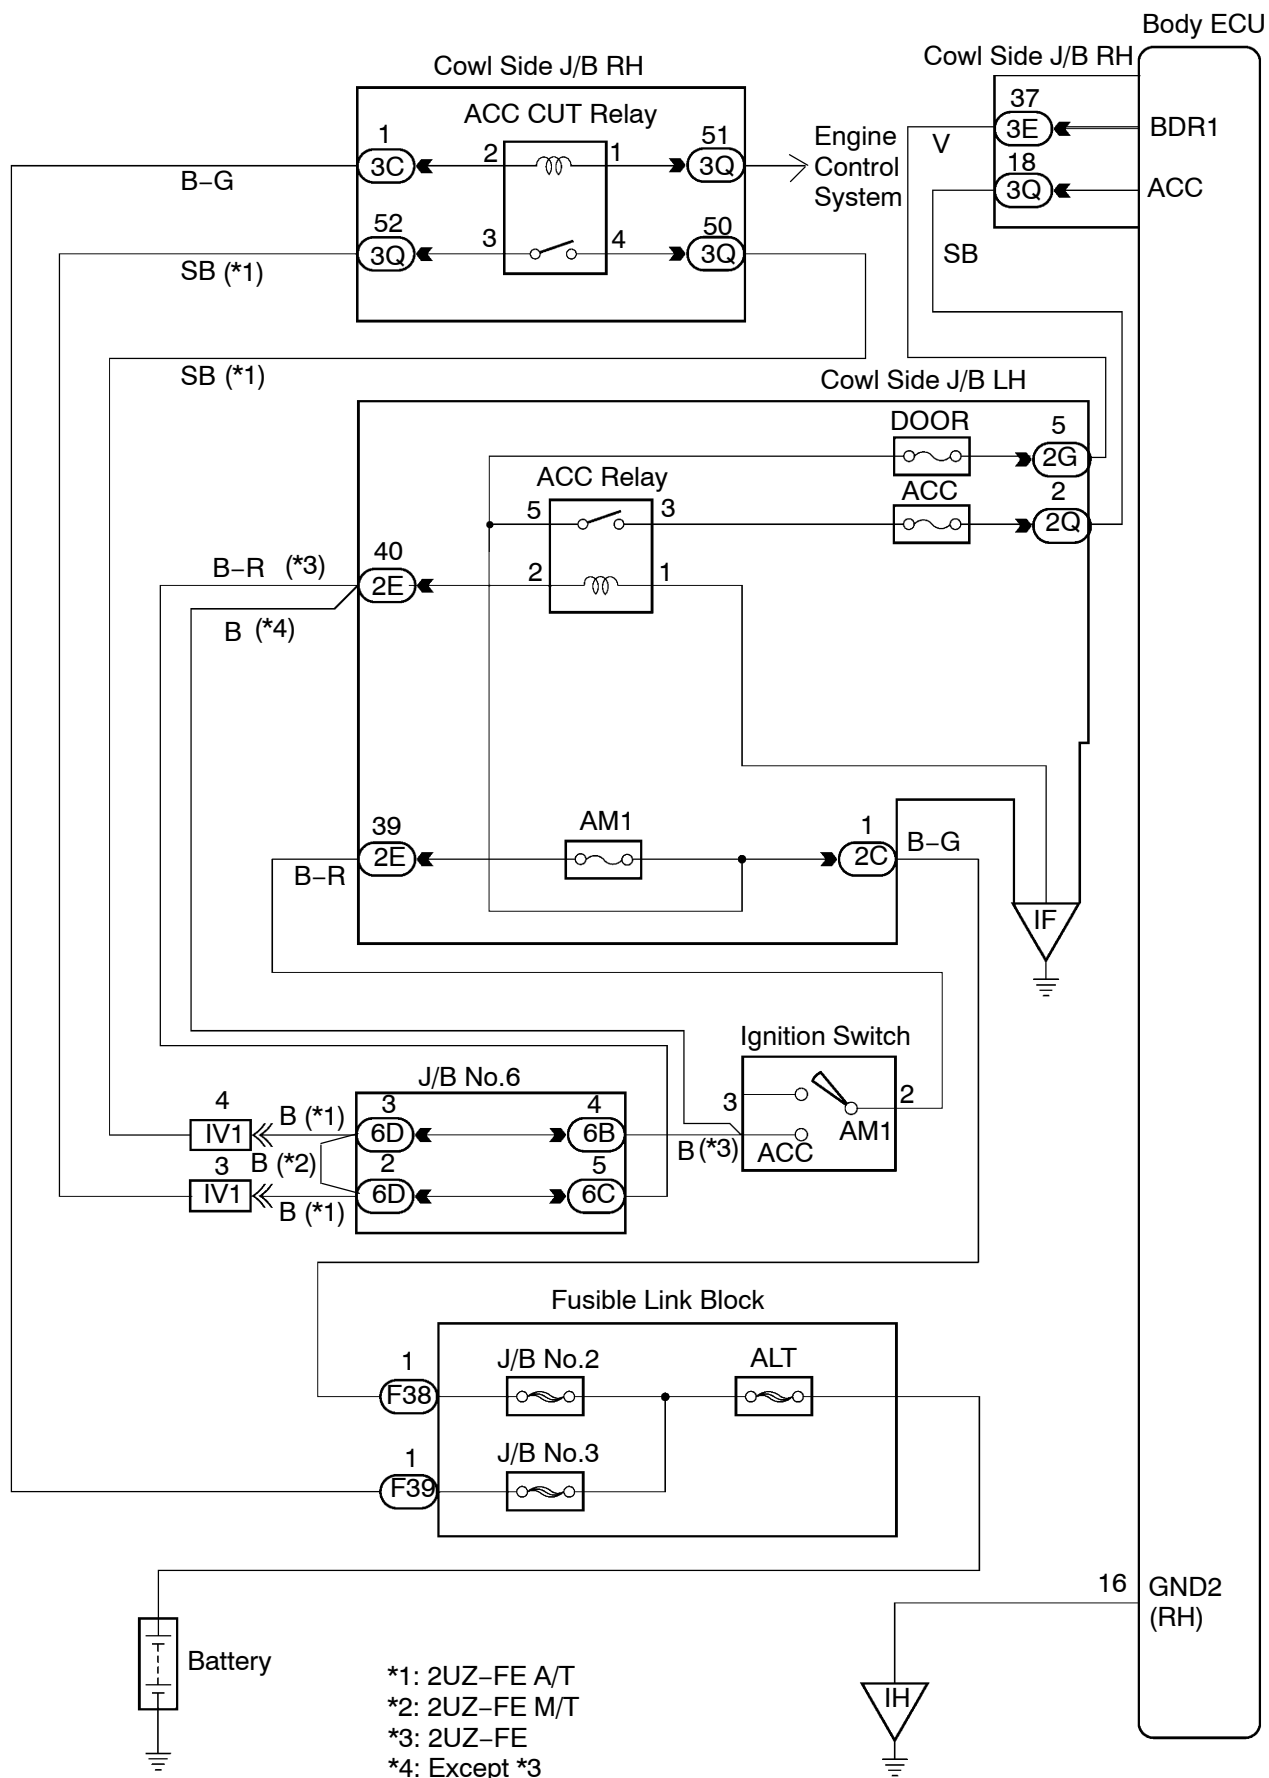 Body ECU
Cowl Side J/B RH
Cowl Side J/B RH
ACC CUT Relay
1
3C
2
1
51
3Q
Engine
Control
System
37
3E
BDR1
V
18
3Q
ACC
B–G
52
3Q
3
4
50
3Q
SB (*1)
SB
SB (*1)
Cowl Side J/B LH
DOOR
5
2G
ACC Relay
ACC
2
2Q
5
3
40
2E
2
1
B–R (*3)
B (*4)
39
2E
AM1
1
2C
B–G
B–R
IF
Ignition Switch
J/B No.6
3
2
AM1
ACC
4
IV1
B (*1)
3
6D
4
6B
B (*3)
B (*2)
3
IV1
B (*1)
2
6D
5
6C
Fusible Link Block
1
F38
J/B No.2
ALT
1
F39
J/B No.3
16
GND2
(RH)
IH
Battery
*1: 2UZ–FE A/T
*2: 2UZ–FE M/T
*3: 2UZ–FE
*4: Except *3